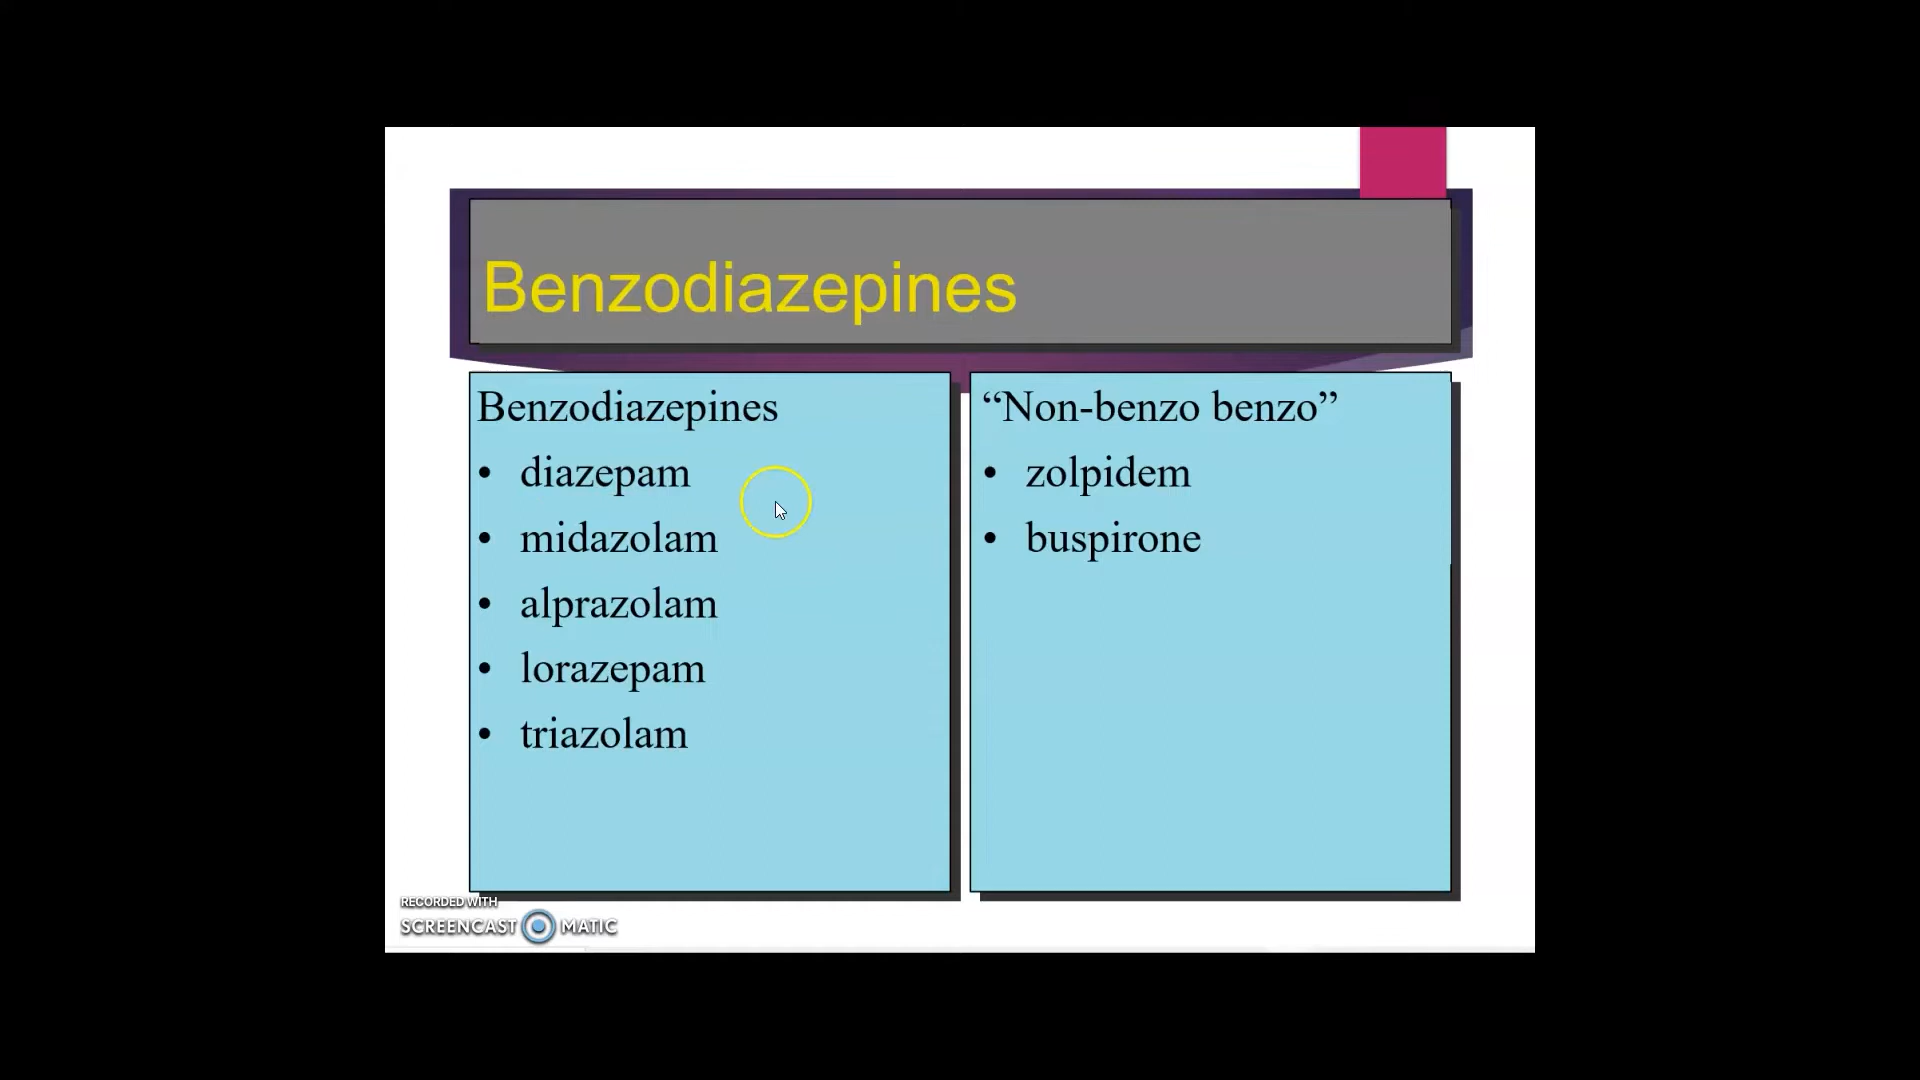 Benzodiazepines
Benzodiazepines
• diazepam
• midazolam
• alprazolam
• lorazepam
• triazolam
“Non-benzo benzo”
• zolpidem
• buspirone
RECORDED WITH
SCREENCAST MATIC